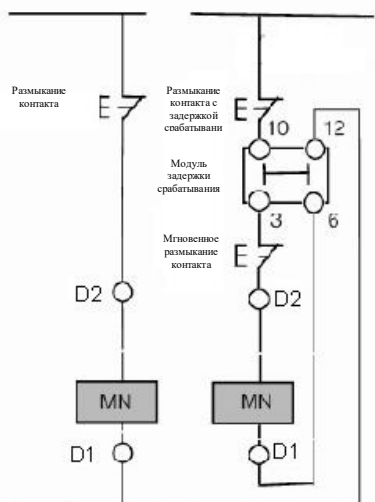 Размыкание
контакта
Размыкание
контакта с
задержкой
срабатывани
10
12
Модуль
задержки
срабатывания
3
6
Мгновенное
размыкание
контакта
D2
D2
MN
MN
D1
D1